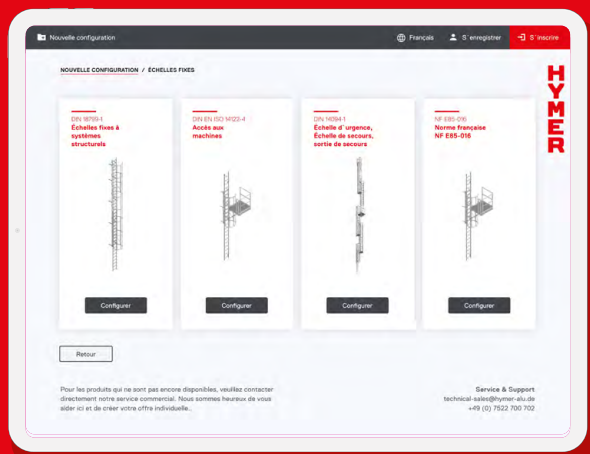 Nouvelle configuration
Français
S´enregistrer
S´inscrire
NOUVELLE CONFIGURATION / ÉCHELLES FIXES
HYMER
DIN 18799-1
Échelles fixes à
systèmes
structurels
Configurer
DIN EN ISO 14122-4
Accès aux
machines
Configurer
DIN 14094-1
Échelle d´urgence,
Échelle de secours,
sortie de secours
Configurer
NF E85-016
Norme française
NF E85-016
Configurer
Retour
Pour les produits qui ne sont pas encore disponibles, veuillez contacter
directement notre service commercial. Nous sommes heureux de vous
aider ici et de créer votre offre individuelle..
Service & Support
technical-sales@hymer-alu.de
+49 (0) 7522 700 702